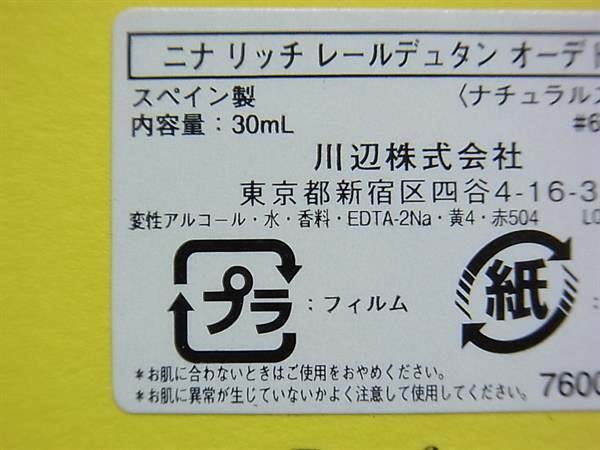 ニナ リッチ レールデュタン オーデ
スペイン製 〈ナチュラル
内容量：30mL #6
川辺株式会社
東京都新宿区四谷4-16-3
変性アルコール・水・香料・EDTA-2Na・黄4・赤504 LO
プラ ：フィルム 紙 :
＊お肌に合わないときはご使用をおやめください。
＊お肌に異常が生じていないかよく注意して使用してください。 7600